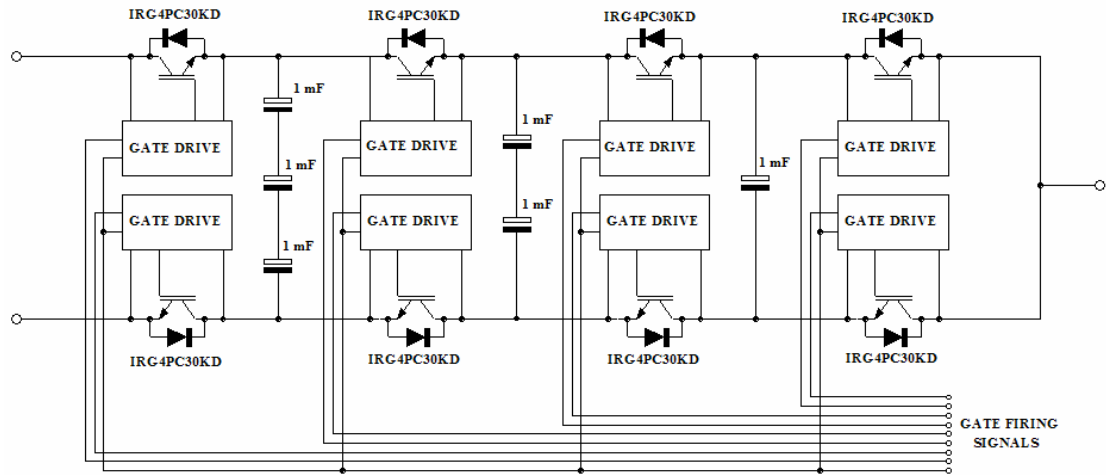 IRG4PC30KD IRG4PC30KD IRG4PC30KD IRG4PC30KD
1 mF
1 mF
GATE DRIVE GATE DRIVE GATE DRIVE GATE DRIVE
1 mF 1 mF
1 mF
GATE DRIVE GATE DRIVE GATE DRIVE GATE DRIVE
1 mF
IRG4PC30KD IRG4PC30KD IRG4PC30KD IRG4PC30KD
GATE FIRING
SIGNALS